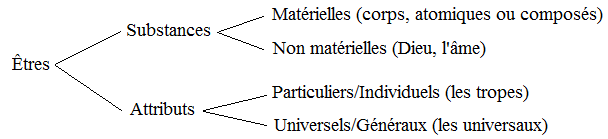 Matérielles (corps, atomiques ou composés)
Substances
Non matérielles (Dieu, l'âme)
Êtres
Particuliers/Individuels (les tropes)
Attributs
Universels/Généraux (les universaux)